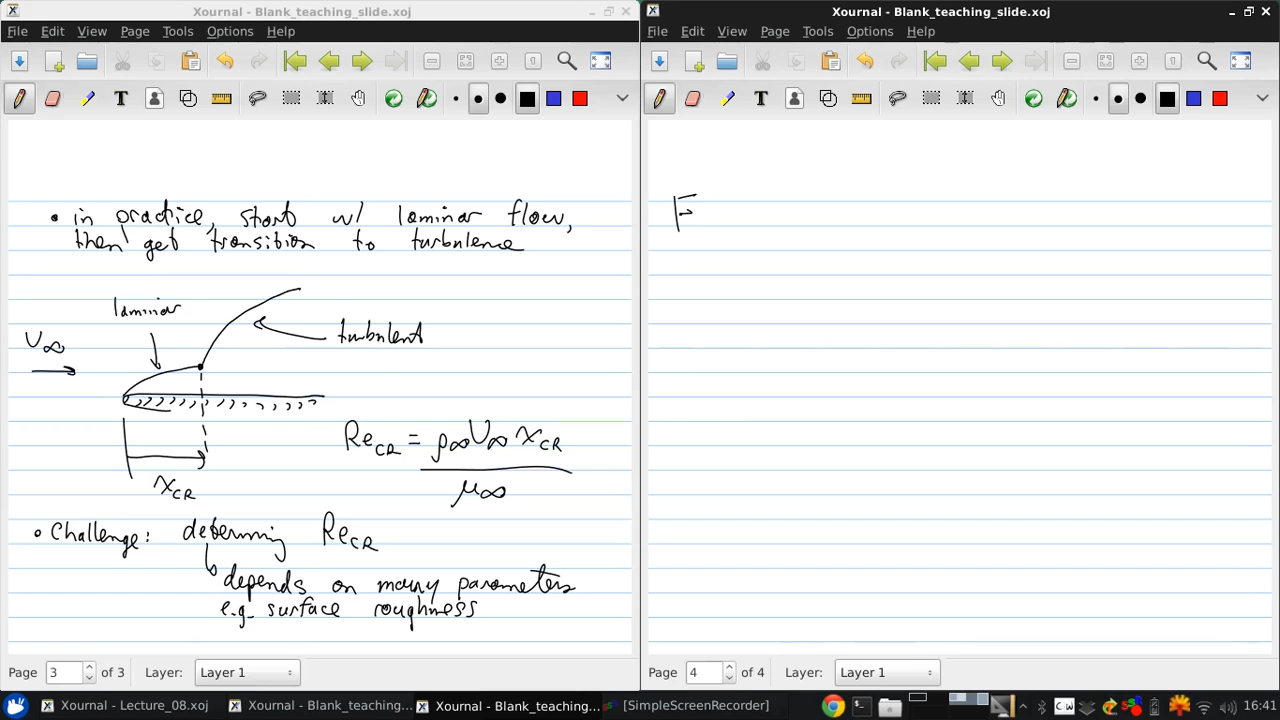 Xournal - Blank_teaching_slide.xoj
File Edit View Page Tools Options Help
• in practice, start w/ laminar flow,
then get transition to turbulence
laminar
U∞
turbulent
Re_CR = ρ∞ U∞ x_CR
μ∞
x_CR
• Challenge: determing Re_CR
depends on many parameters
e.g. surface roughness
Page 3 of 3 Layer: Layer 1
Xournal - Blank_teaching_slide.xoj
File Edit View Page Tools Options Help
F
Page 4 of 4 Layer: Layer 1
Xournal - Lecture_08.xoj
Xournal - Blank_teaching...
Xournal - Blank_teaching...
[SimpleScreenRecorder]
16:41